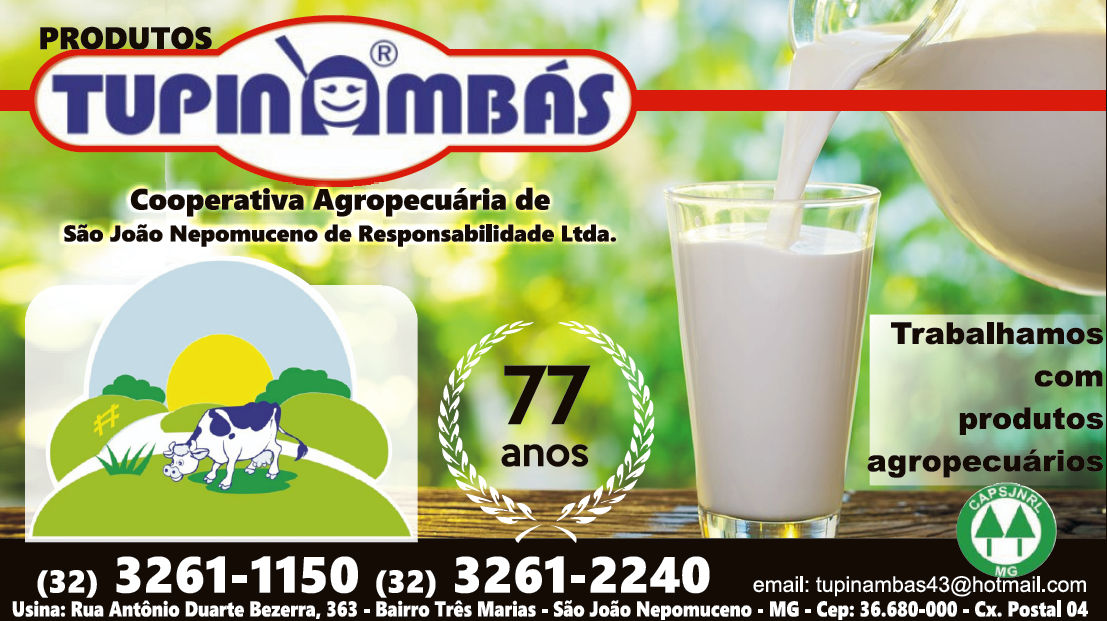 PRODUTOS
TUPINAMBÁS
®
Cooperativa Agropecuária de
São João Nepomuceno de Responsabilidade Ltda.
77
anos
Trabalhamos
com
produtos
agropecuários
CAPSJNRL
MG
(32) 3261-1150 (32) 3261-2240
email: tupinambas43@hotmail.com
Usina: Rua Antônio Duarte Bezerra, 363 - Bairro Três Marias - São João Nepomuceno - MG - Cep: 36.680-000 - Cx. Postal 04